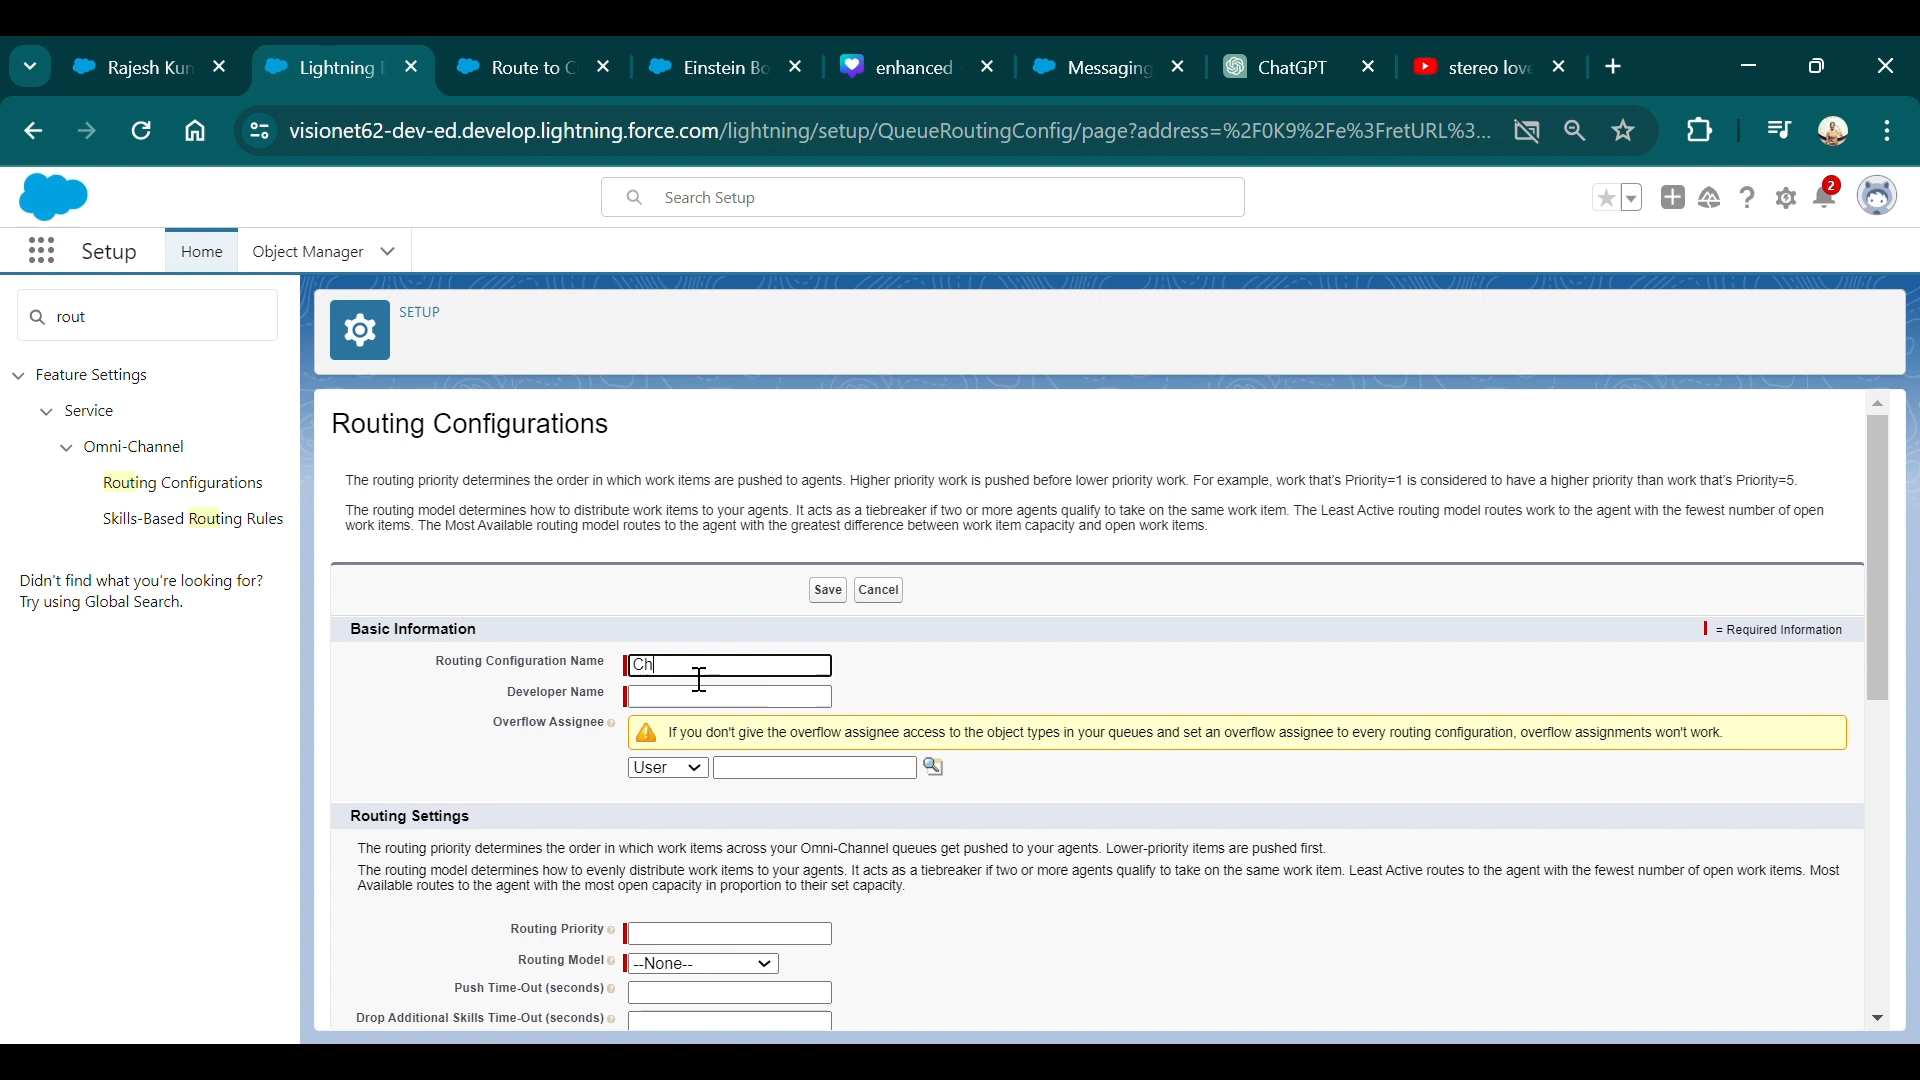 Rajesh Kun
Lightning
Route to C
Einstein Bo
enhanced
Messaging
ChatGPT
stereo love
visionet62-dev-ed.develop.lightning.force.com/lightning/setup/QueueRoutingConfig/page?address=%2F0K9%2Fe%3FretURL%3...
Search Setup
2
Setup
Home
Object Manager
rout
Feature Settings
Service
Omni-Channel
Routing Configurations
Skills-Based Routing Rules
Didn't find what you're looking for?
Try using Global Search.
SETUP
Routing Configurations
The routing priority determines the order in which work items are pushed to agents. Higher priority work is pushed before lower priority work. For example, work that's Priority=1 is considered to have a higher priority than work that's Priority=5.
The routing model determines how to distribute work items to your agents. It acts as a tiebreaker if two or more agents qualify to take on the same work item. The Least Active routing model routes work to the agent with the fewest number of open
work items. The Most Available routing model routes to the agent with the greatest difference between work item capacity and open work items.
Save Cancel
Basic Information
= Required Information
Routing Configuration Name
Ch
Developer Name
Overflow Assignee
If you don't give the overflow assignee access to the object types in your queues and set an overflow assignee to every routing configuration, overflow assignments won't work.
User
Routing Settings
The routing priority determines the order in which work items across your Omni-Channel queues get pushed to your agents. Lower-priority items are pushed first.
The routing model determines how to evenly distribute work items to your agents. It acts as a tiebreaker if two or more agents qualify to take on the same work item. Least Active routes to the agent with the fewest number of open work items. Most
Available routes to the agent with the most open capacity in proportion to their set capacity.
Routing Priority
Routing Model
--None--
Push Time-Out (seconds)
Drop Additional Skills Time-Out (seconds)